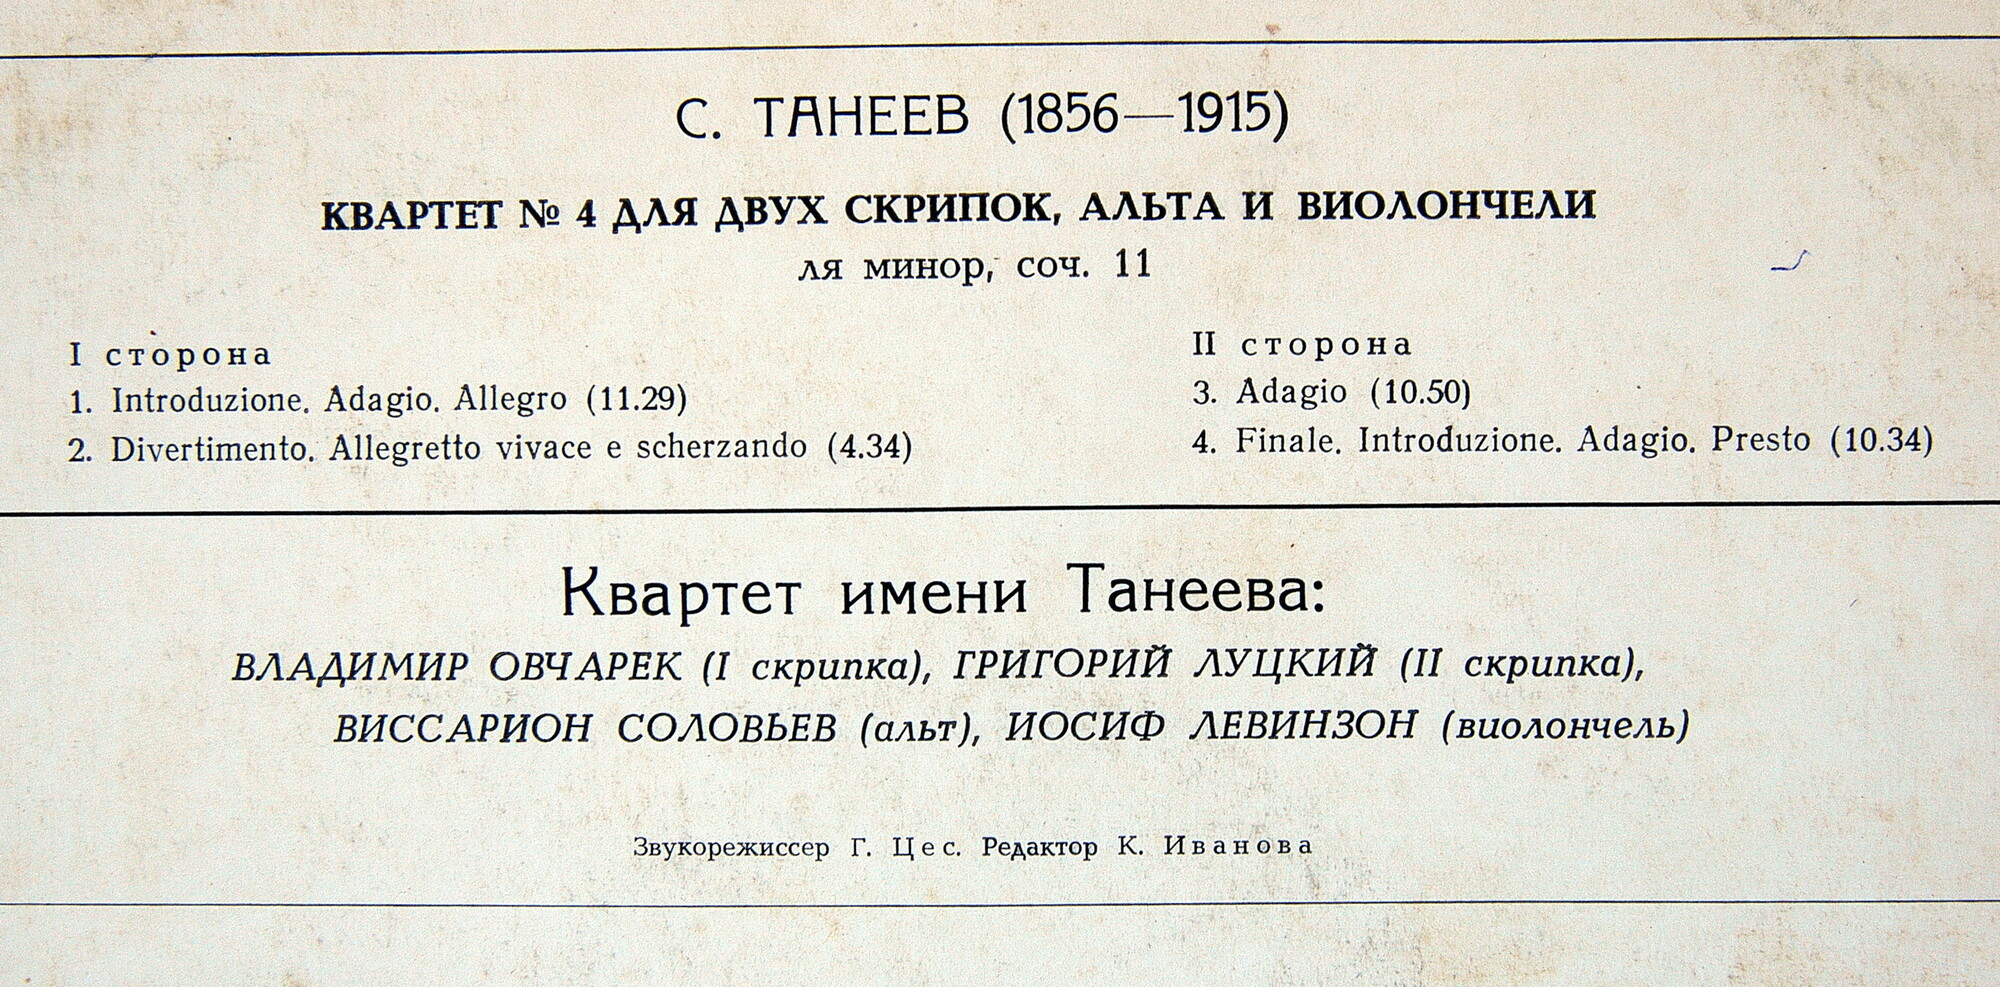 С. ТАНЕЕВ (1856—1915)
КВАРТЕТ № 4 ДЛЯ ДВУХ СКРИПОК, АЛЬТА И ВИОЛОНЧЕЛИ
ля минор, соч. 11
I сторона
1. Introduzione. Adagio. Allegro (11.29)
2. Divertimento. Allegretto vivace e scherzando (4.34)
II сторона
3. Adagio (10.50)
4. Finale. Introduzione. Adagio. Presto (10.34)
Квартет имени Танеева:
ВЛАДИМИР ОВЧАРЕК (I скрипка), ГРИГОРИЙ ЛУЦКИЙ (II скрипка),
ВИССАРИОН СОЛОВЬЕВ (альт), ИОСИФ ЛЕВИНЗОН (виолончель)
Звукорежиссер Г. Цес. Редактор К. Иванова